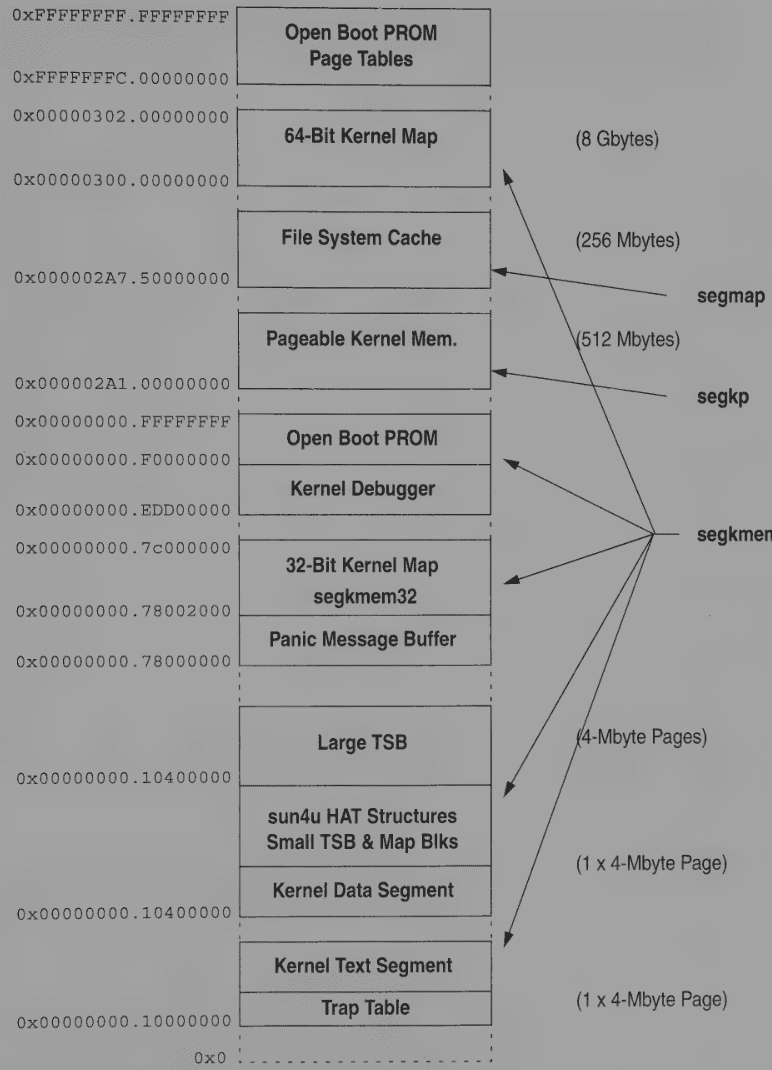 0xFFFFFFFF.FFFFFFFF
Open Boot PROM
Page Tables
0xFFFFFFFC.00000000
0x00000302.00000000
64-Bit Kernel Map
(8 Gbytes)
0x00000300.00000000
File System Cache
(256 Mbytes)
0x000002A7.50000000
segmap
Pageable Kernel Mem.
(512 Mbytes)
0x000002A1.00000000
segkp
0x00000000.FFFFFFFF
Open Boot PROM
0x00000000.F0000000
Kernel Debugger
0x00000000.EDD00000
segkmem
0x00000000.7c000000
32-Bit Kernel Map
segkmem32
0x00000000.78002000
Panic Message Buffer
0x00000000.78000000
Large TSB
(4-Mbyte Pages)
0x00000000.10400000
sun4u HAT Structures
Small TSB & Map Blks
(1 x 4-Mbyte Page)
Kernel Data Segment
0x00000000.10400000
Kernel Text Segment
Trap Table
(1 x 4-Mbyte Page)
0x00000000.10000000
0x0